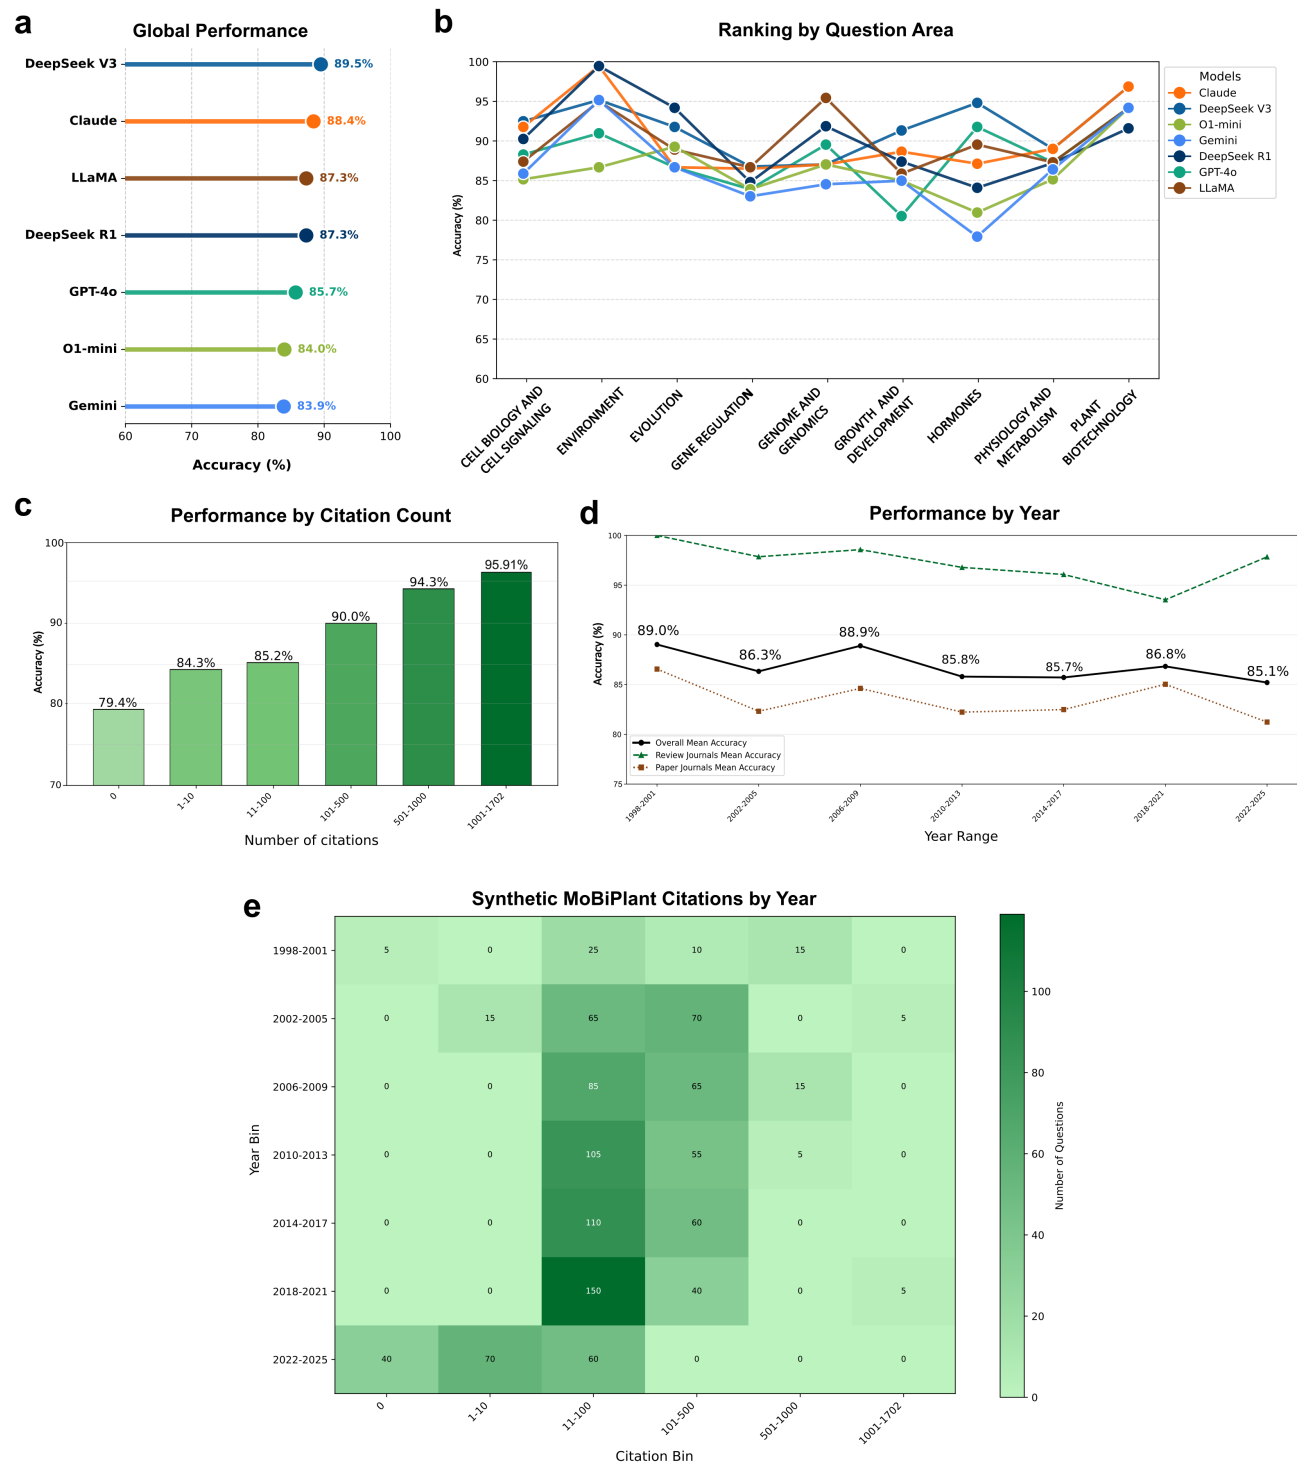 a
Global Performance
DeepSeek V3
89.5%
Claude
88.4%
LLaMA
87.3%
DeepSeek R1
87.3%
GPT-4o
85.7%
O1-mini
84.0%
Gemini
83.9%
60
70
80
90
100
Accuracy (%)
b
Ranking by Question Area
100
95
90
85
80
75
70
65
60
Accuracy (%)
CELL BIOLOGY AND
CELL SIGNALING
ENVIRONMENT
EVOLUTION
GENE REGULATION
GENOME AND
GENOMICS
GROWTH AND
DEVELOPMENT
HORMONES
PHYSIOLOGY AND
METABOLISM
PLANT
BIOTECHNOLOGY
Models
Claude
DeepSeek V3
O1-mini
Gemini
DeepSeek R1
GPT-4o
LLaMA
c
Performance by Citation Count
100
90
80
70
Accuracy (%)
79.4%
84.3%
85.2%
90.0%
94.3%
95.91%
0
1-10
11-100
101-500
501-1000
1001-1702
Number of citations
d
Performance by Year
100
95
90
85
80
75
Accuracy (%)
89.0%
86.3%
88.9%
85.8%
85.7%
86.8%
85.1%
Overall Mean Accuracy
Review Journals Mean Accuracy
Paper Journals Mean Accuracy
1998-2001
2002-2005
2006-2009
2010-2013
2014-2017
2018-2021
2022-2025
Year Range
e
Synthetic MoBiPlant Citations by Year
Year Bin
1998-2001 5 0 25 10 15 0
2002-2005 0 15 65 70 0 5
2006-2009 0 0 85 65 15 0
2010-2013 0 0 105 55 5 0
2014-2017 0 0 110 60 0 0
2018-2021 0 0 150 40 0 5
2022-2025 40 70 60 0 0 0
0
1-10
11-100
101-500
501-1000
1001-1702
Citation Bin
100
80
60
40
20
0
Number of Questions